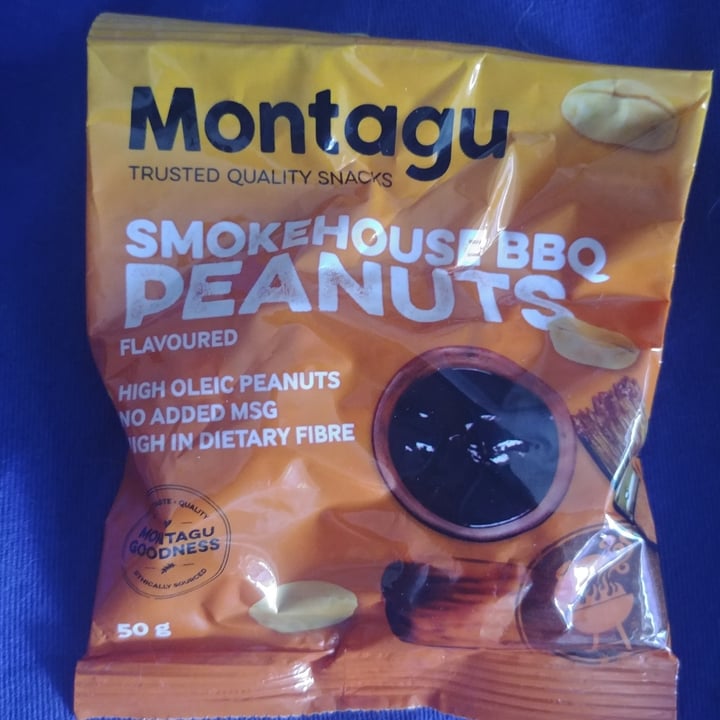 Montagu
TRUSTED QUALITY SNACKS
SMOKEHOUSE BBQ
PEANUTS
FLAVOURED
HIGH OLEIC PEANUTS
NO ADDED MSG
HIGH IN DIETARY FIBRE
TASTE • QUALITY
MONTAGU
GOODNESS
ETHICALLY SOURCED
50 g